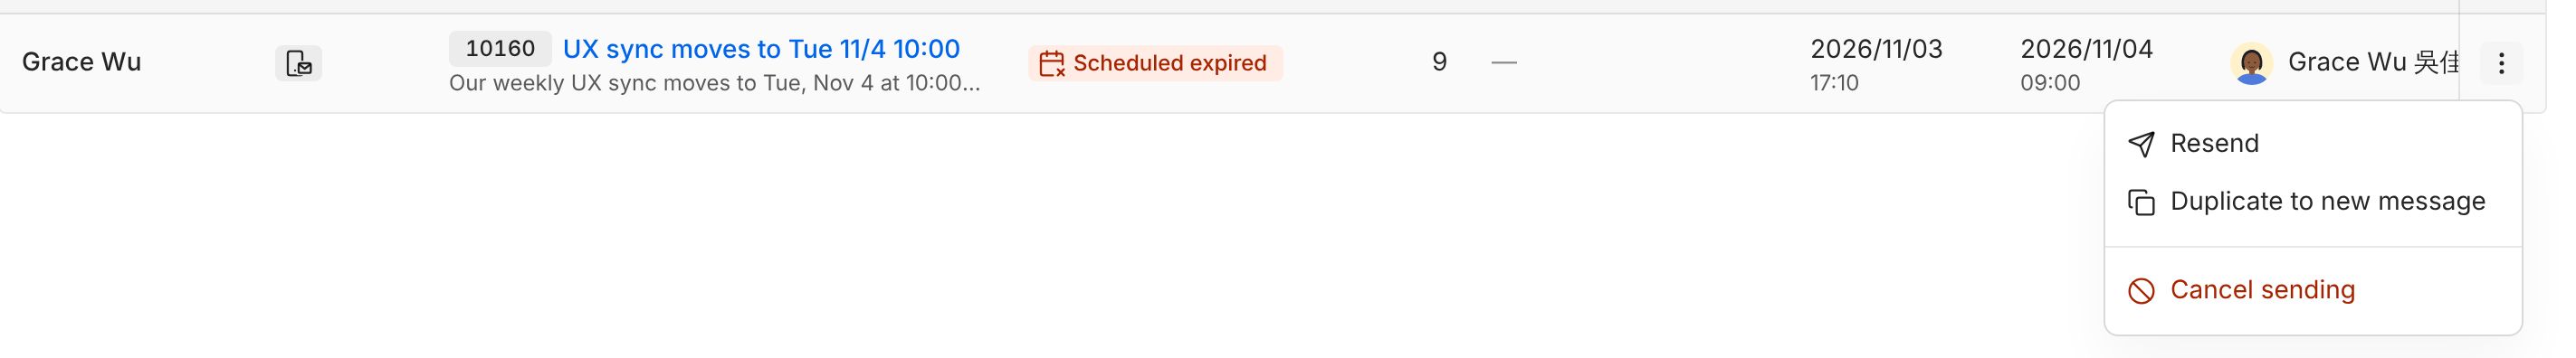 Grace Wu
10160 UX sync moves to Tue 11/4 10:00
Our weekly UX sync moves to Tue, Nov 4 at 10:00...
Scheduled expired
9
—
2026/11/03
17:10
2026/11/04
09:00
Grace Wu 吳
Resend
Duplicate to new message
Cancel sending